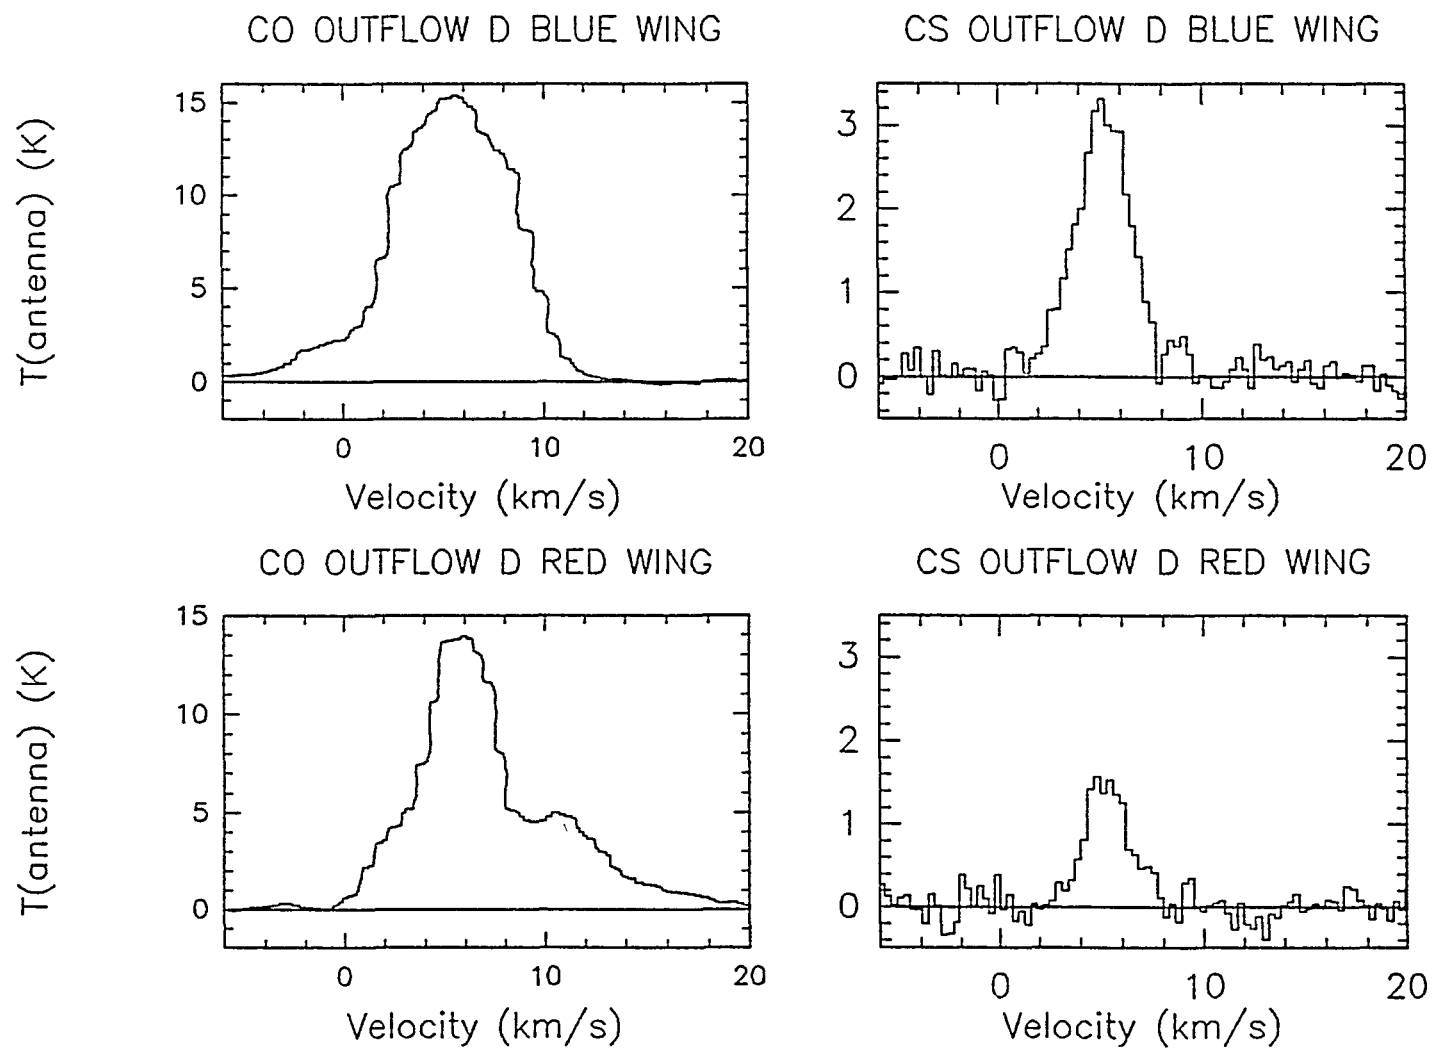 CO OUTFLOW D BLUE WING
CS OUTFLOW D BLUE WING
T(antenna) (K)
15
10
5
0
0
10
20
Velocity (km/s)
3
2
1
0
0
10
20
Velocity (km/s)
CO OUTFLOW D RED WING
CS OUTFLOW D RED WING
T(antenna) (K)
15
10
5
0
0
10
20
Velocity (km/s)
3
2
1
0
0
10
20
Velocity (km/s)